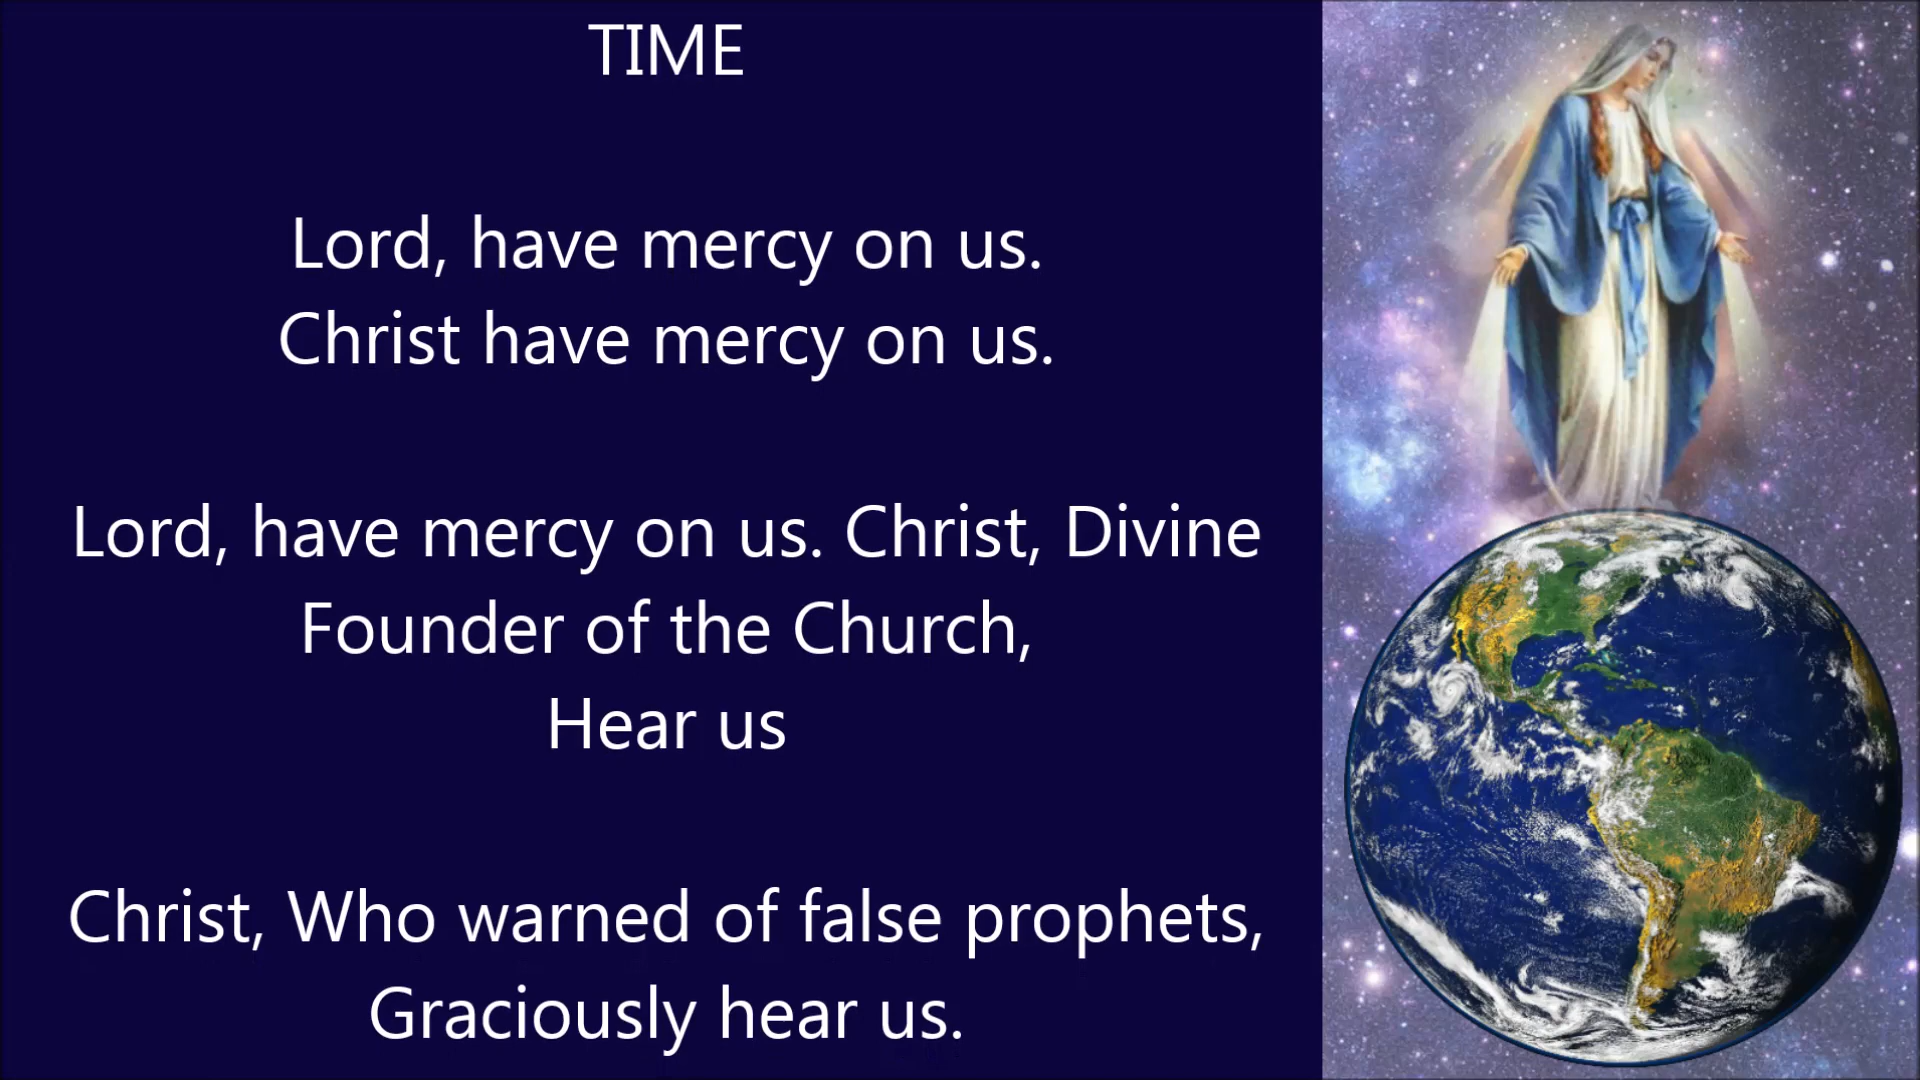 TIME
Lord, have mercy on us.
Christ have mercy on us.
Lord, have mercy on us. Christ, Divine
Founder of the Church,
Hear us
Christ, Who warned of false prophets,
Graciously hear us.